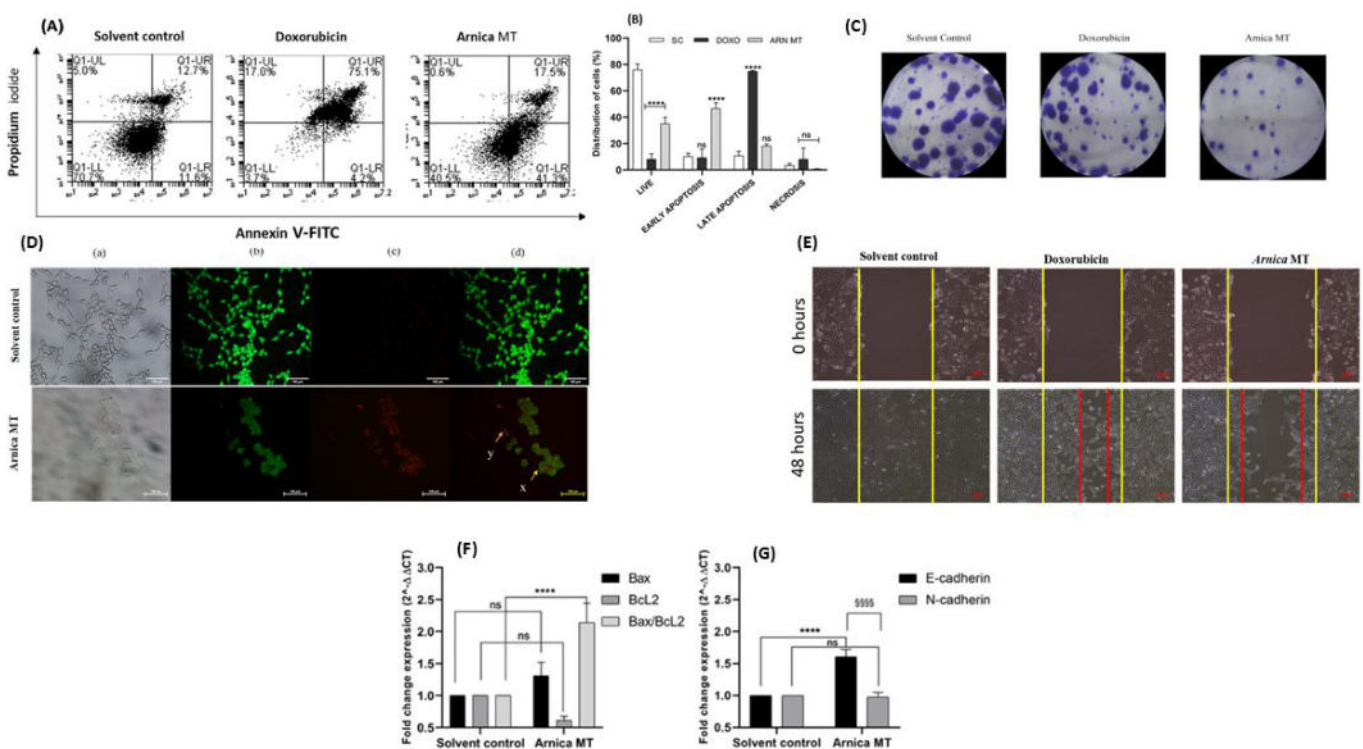 (A)
Solvent control
Doxorubicin
Arnica MT
Propidium iodide
Q1-UL
5.0%
Q1-UR
12.7%
Q1-LL
70.7%
Q1-LR
11.6%
Q1-UL
17.0%
Q1-UR
75.1%
Q1-LL
3.7%
Q1-LR
4.2%
Q1-UL
0.6%
Q1-UR
17.5%
Q1-LL
40.5%
Q1-LR
41.3%
Annexin V-FITC
(B)
SC DOXO ARN MT
Distribution of cells (%)
100
80
60
40
20
0
****
ns
****
****
ns
ns
LIVE
EARLY APOPTOSIS
LATE APOPTOSIS
NECROSIS
(C)
Solvent Control
Doxorubicin
Arnica MT
(D)
(a)
(b)
(c)
(d)
Solvent control
Arnica MT
y
x
(E)
Solvent control
Doxorubicin
Arnica MT
0 hours
48 hours
(F)
Fold change expression (2^-Δ ΔCT)
3.0
2.5
2.0
1.5
1.0
0.5
ns
ns
****
Bax
BcL2
Bax/BcL2
Solvent control
Arnica MT
(G)
Fold change expression (2^-Δ ΔCT)
3.0
2.5
2.0
1.5
1.0
0.5
****
ns
§§§§
E-cadherin
N-cadherin
Solvent control
Arnica MT